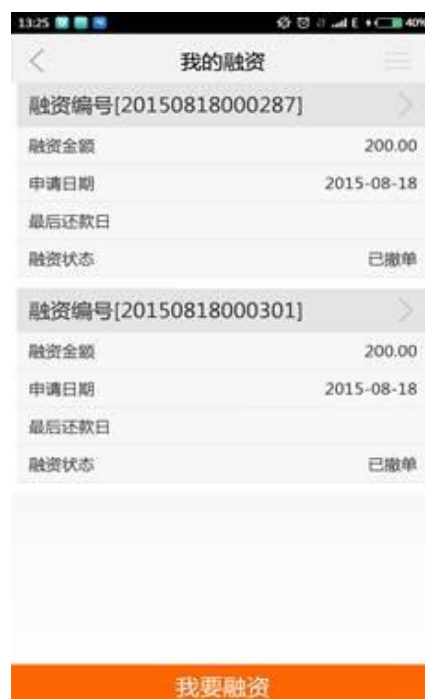 13:25 E 40%
我的融资
融资编号[20150818000287]
融资金额 200.00
申请日期 2015-08-18
最后还款日
融资状态 已撤单
融资编号[20150818000301]
融资金额 200.00
申请日期 2015-08-18
最后还款日
融资状态 已撤单
我要融资